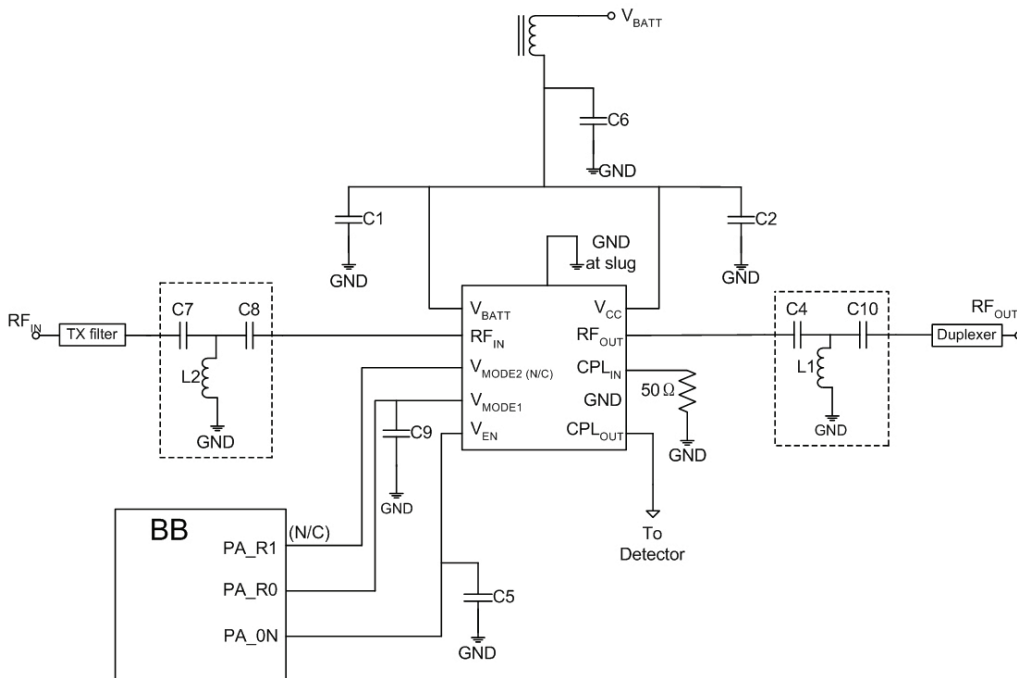 V_BATT
C6
GND
C1
GND
C2
GND
GND
at slug
RF_IN
TX filter
C7
C8
L2
GND
V_BATT
RF_IN
V_MODE2 (N/C)
V_MODE1
V_EN
V_CC
RF_OUT
CPL_IN
GND
CPL_OUT
50 Ω
GND
C4
C10
L1
GND
RF_OUT
Duplexer
C9
GND
To
Detector
BB
(N/C)
PA_R1
PA_R0
PA_0N
C5
GND